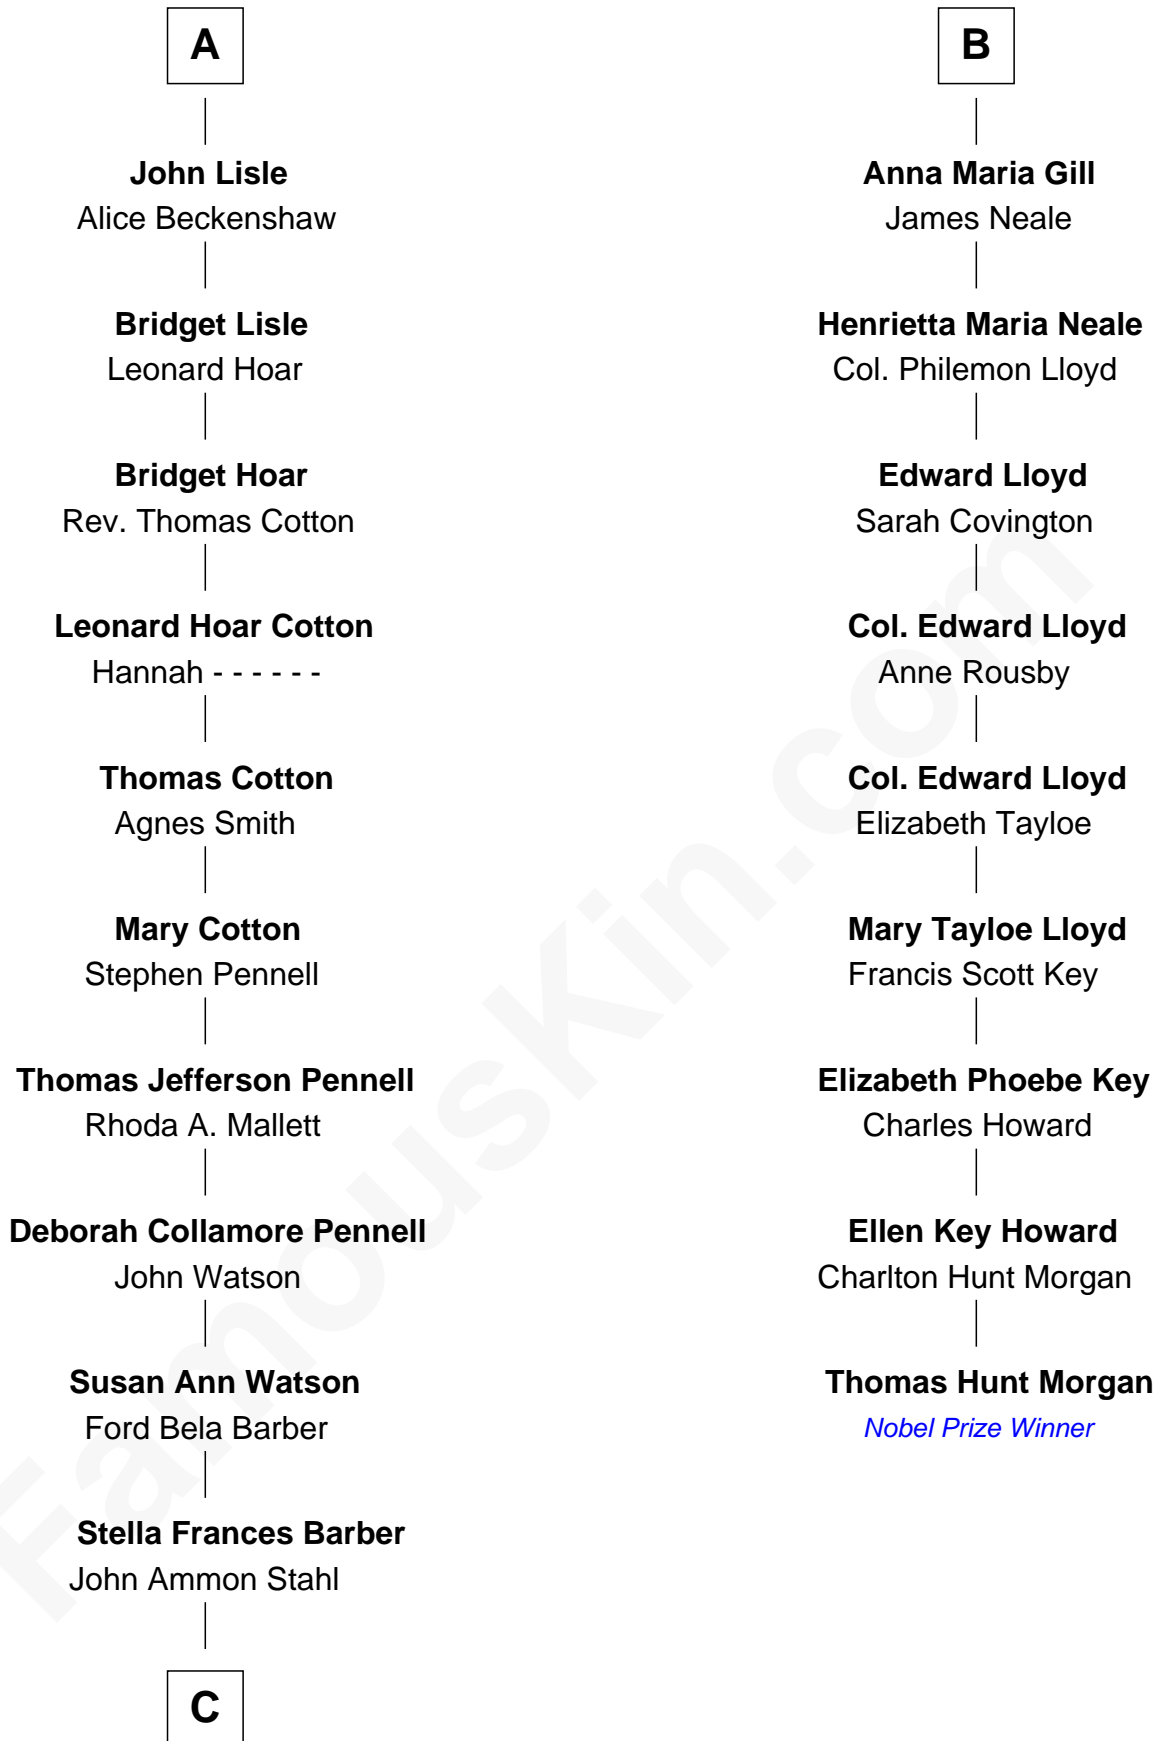 A
John Lisle
Alice Beckenshaw
Bridget Lisle
Leonard Hoar
Bridget Hoar
Rev. Thomas Cotton
Leonard Hoar Cotton
Hannah - - - - - -
Thomas Cotton
Agnes Smith
Mary Cotton
Stephen Pennell
Thomas Jefferson Pennell
Rhoda A. Mallett
Deborah Collamore Pennell
John Watson
Susan Ann Watson
Ford Bela Barber
Stella Frances Barber
John Ammon Stahl
C
B
Anna Maria Gill
James Neale
Henrietta Maria Neale
Col. Philemon Lloyd
Edward Lloyd
Sarah Covington
Col. Edward Lloyd
Anne Rousby
Col. Edward Lloyd
Elizabeth Tayloe
Mary Tayloe Lloyd
Francis Scott Key
Elizabeth Phoebe Key
Charles Howard
Ellen Key Howard
Charlton Hunt Morgan
Thomas Hunt Morgan
Nobel Prize Winner
FamousKin.com